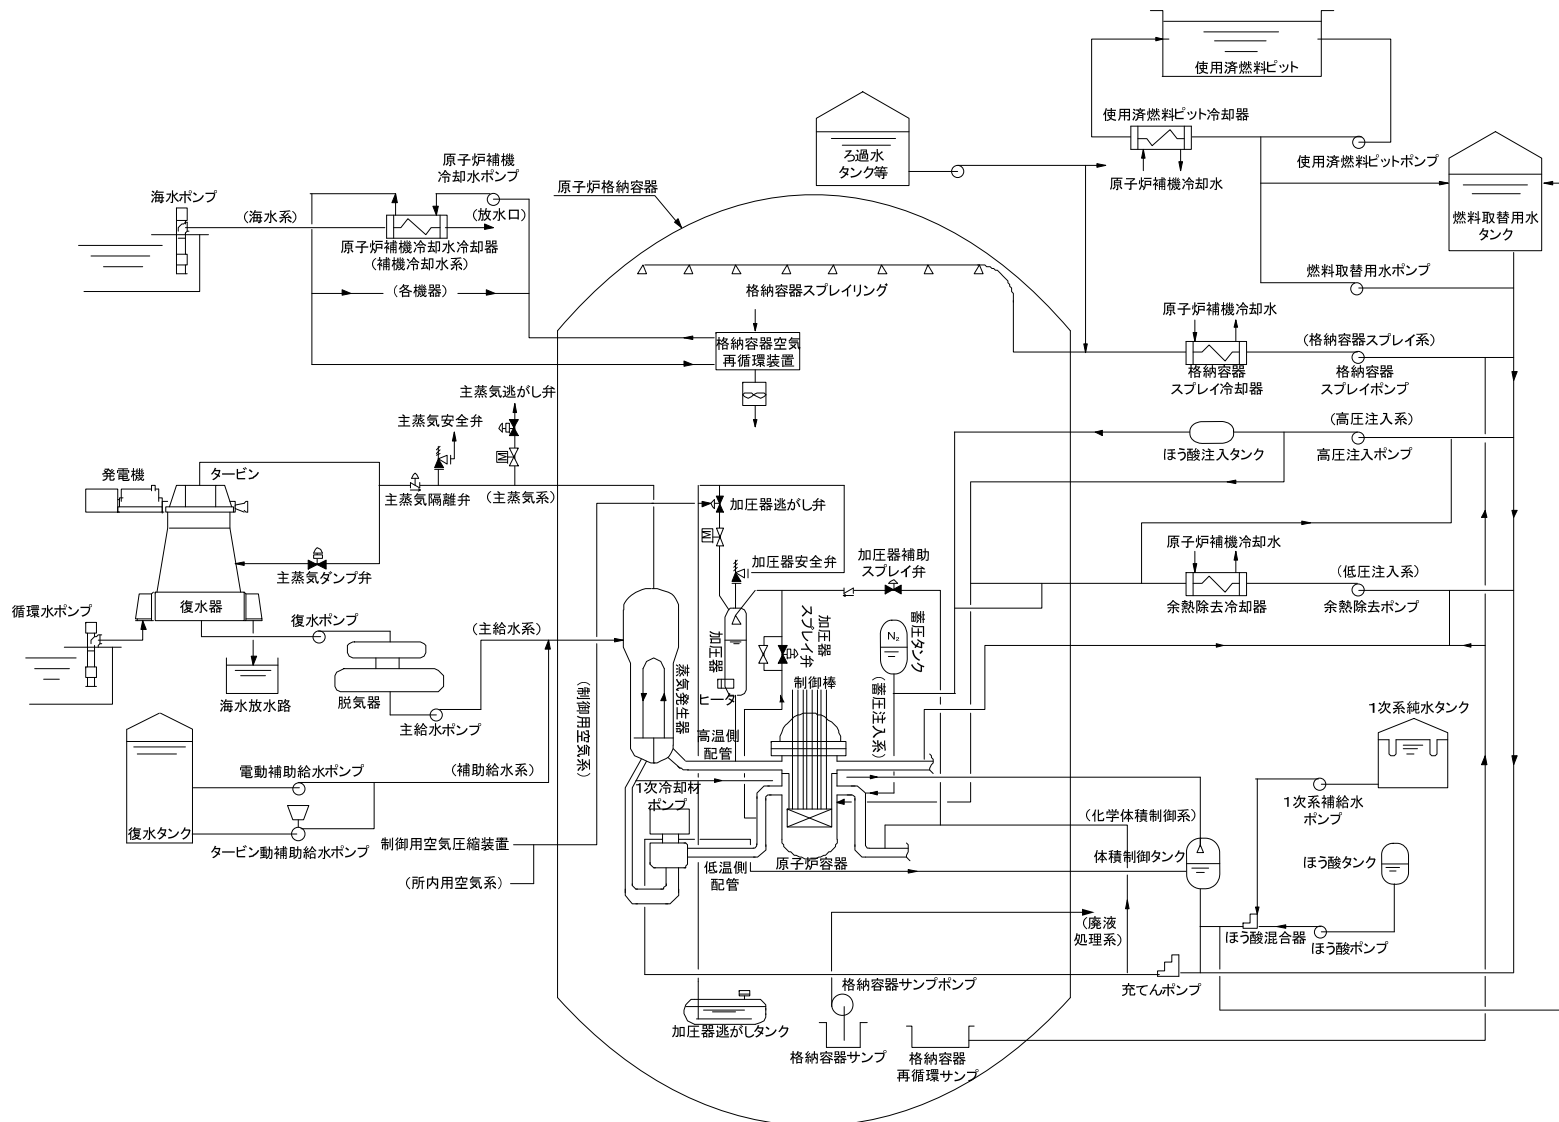 使用済燃料ピット
使用済燃料ピット冷却器
使用済燃料ピットポンプ
原子炉補機冷却水
ろ過水
タンク等
燃料取替用水
タンク
原子炉補機
冷却水ポンプ
海水ポンプ
(海水系)
(放水口)
原子炉補機冷却水冷却器
(補機冷却水系)
(各機器)
原子炉格納容器
格納容器スプレイリング
燃料取替用水ポンプ
原子炉補機冷却水
(格納容器スプレイ系)
格納容器空気
再循環装置
格納容器
スプレイ冷却器
格納容器
スプレイポンプ
主蒸気逃がし弁
主蒸気安全弁
M
(高圧注入系)
ほう酸注入タンク
高圧注入ポンプ
発電機
タービン
主蒸気隔離弁
(主蒸気系)
加圧器逃がし弁
M
加圧器安全弁
加圧器補助
スプレイ弁
原子炉補機冷却水
(低圧注入系)
余熱除去冷却器
余熱除去ポンプ
主蒸気ダンプ弁
復水器
循環水ポンプ
復水ポンプ
(主給水系)
海水放水路
脱気器
主給水ポンプ
(制御用空気系)
蒸気発生器
加圧器
ヒータ
加圧器
スプレイ弁
制御棒
N₂
蓄圧タンク
(蓄圧注入系)
高温側
配管
1次系純水タンク
電動補助給水ポンプ
(補助給水系)
1次冷却材
ポンプ
1次系補給水
ポンプ
復水タンク
タービン動補助給水ポンプ
制御用空気圧縮装置
(所内用空気系)
低温側
配管
原子炉容器
(化学体積制御系)
体積制御タンク
ほう酸タンク
(廃液
処理系)
ほう酸混合器
ほう酸ポンプ
格納容器サンプポンプ
充てんポンプ
加圧器逃がしタンク
格納容器サンプ
格納容器
再循環サンプ